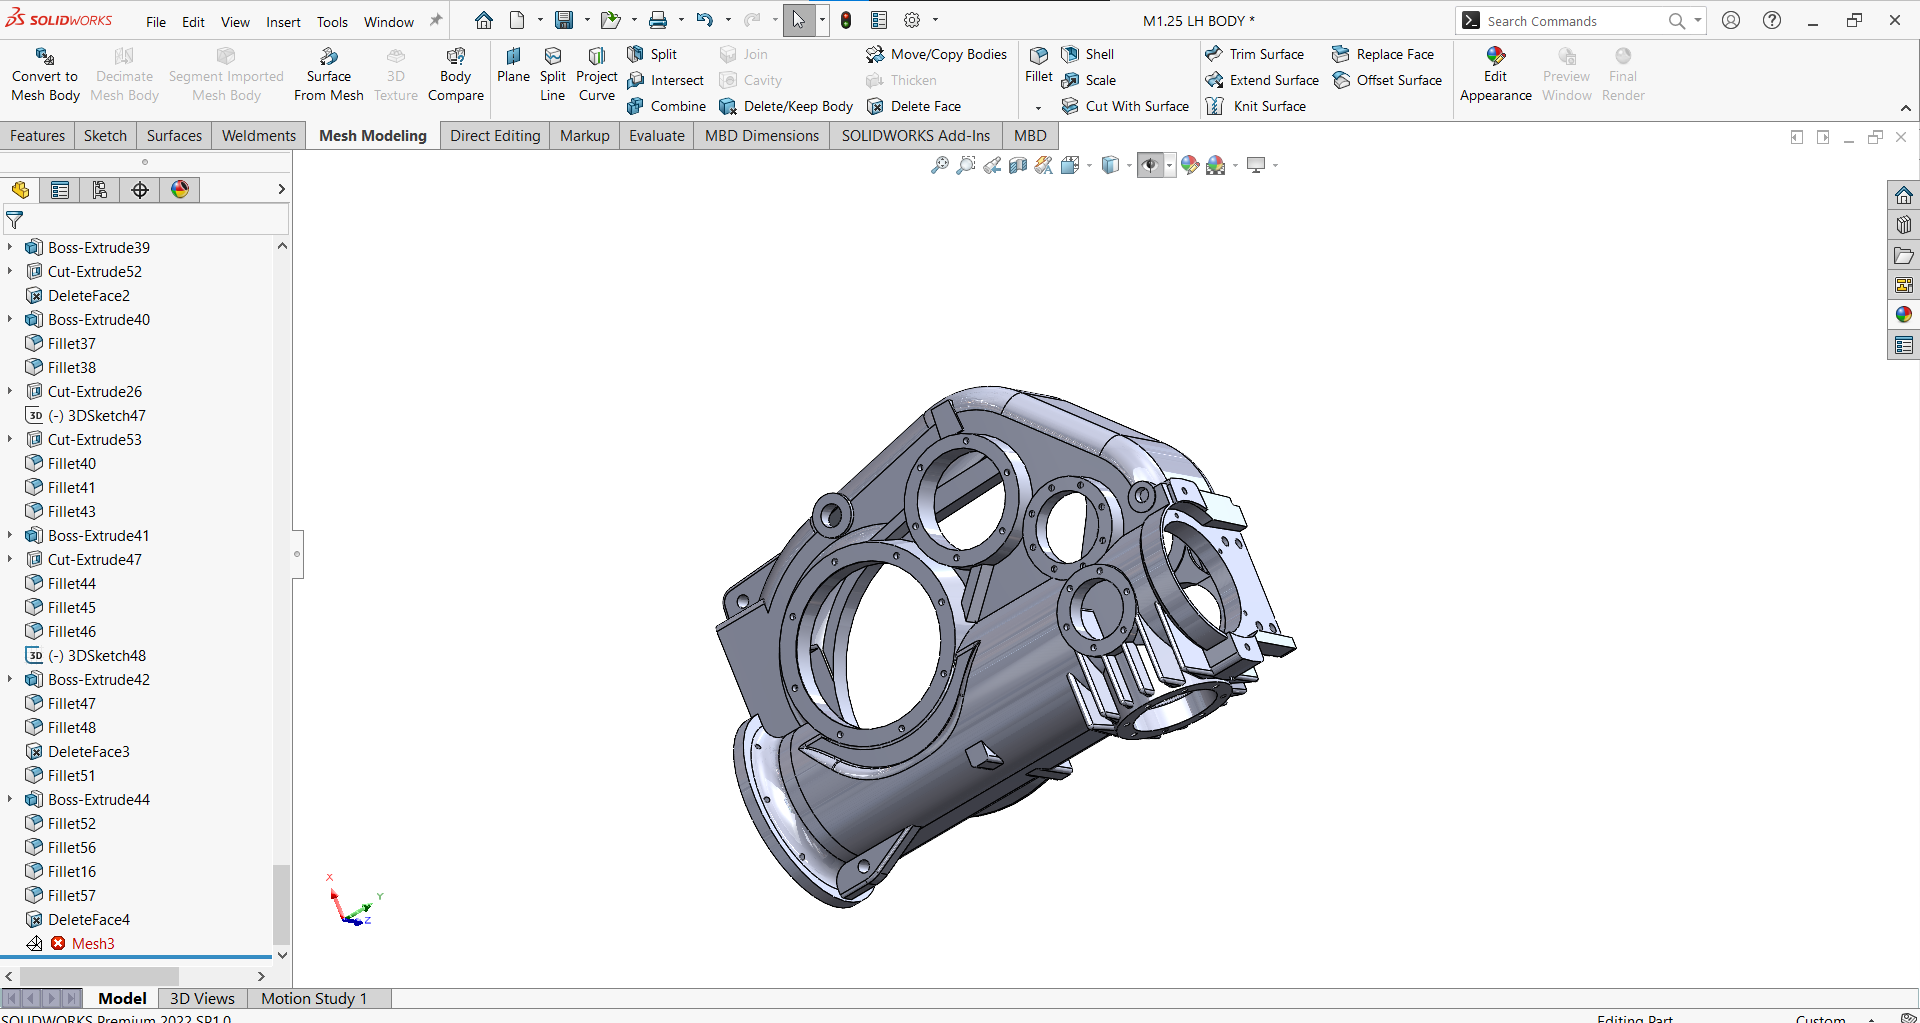 SOLIDWORKS File Edit View Insert Tools Window M1.25 LH BODY * Search Commands
Convert to Mesh Body
Decimate Mesh Body
Segment Imported Mesh Body
Surface From Mesh
3D Texture
Body Compare
Plane
Split Line
Project Curve
Split
Intersect
Combine
Join
Cavity
Delete/Keep Body
Move/Copy Bodies
Thicken
Delete Face
Fillet
Shell
Scale
Cut With Surface
Trim Surface
Extend Surface
Knit Surface
Replace Face
Offset Surface
Edit Appearance
Preview Window
Final Render
Features Sketch Surfaces Weldments Mesh Modeling Direct Editing Markup Evaluate MBD Dimensions SOLIDWORKS Add-Ins MBD
Boss-Extrude39
Cut-Extrude52
DeleteFace2
Boss-Extrude40
Fillet37
Fillet38
Cut-Extrude26
3D (-) 3DSketch47
Cut-Extrude53
Fillet40
Fillet41
Fillet43
Boss-Extrude41
Cut-Extrude47
Fillet44
Fillet45
Fillet46
3D (-) 3DSketch48
Boss-Extrude42
Fillet47
Fillet48
DeleteFace3
Fillet51
Boss-Extrude44
Fillet52
Fillet56
Fillet16
Fillet57
DeleteFace4
Mesh3
X
Y
Z
Model 3D Views Motion Study 1
SOLIDWORKS Premium 2022 SP1.0 Editing Part Custom